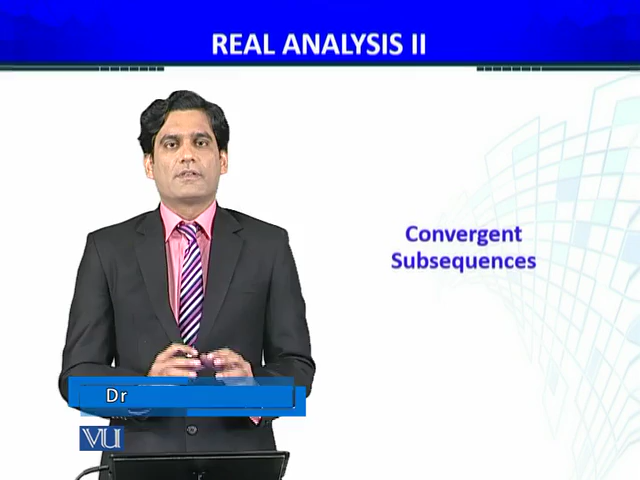 REAL ANALYSIS II
Convergent
Subsequences
Dr
VU